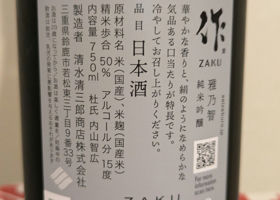 作
ZAKU
雅乃智
純米吟醸
華やかな香りと、絹のようになめらかな
気品ある口当たりが特長です。
冷やしてお召し上がりください。
品目 日本酒
原材料名 米(国産)、米麹(国産米)
精米歩合 50% アルコール分 15度
内容量 750ml 杜氏 内山智広
製造者 清水清三郎商店株式会社
三重県鈴鹿市若松東三丁目9番33号
FOR MORE
INFORMATION
SCAN HERE
ZAKU